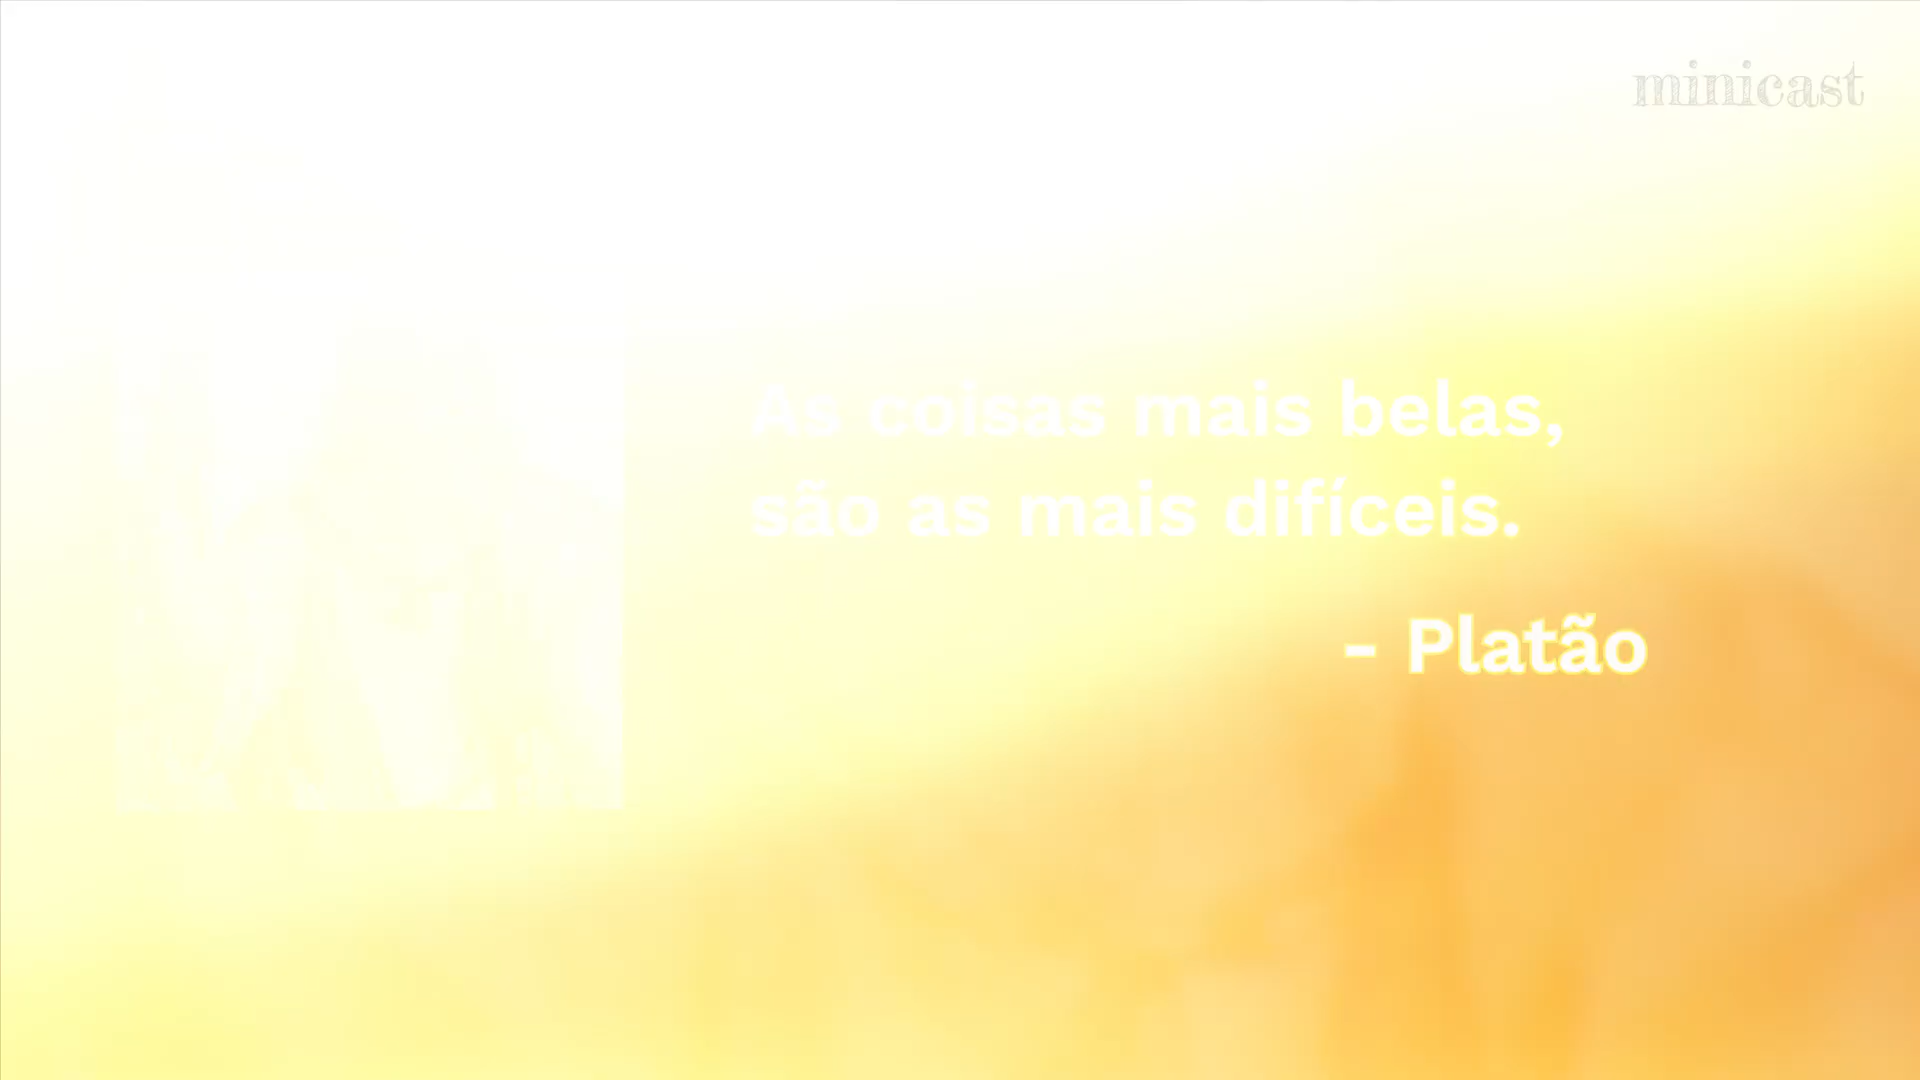 minicast
As coisas mais belas,
são as mais difíceis.
- Platão